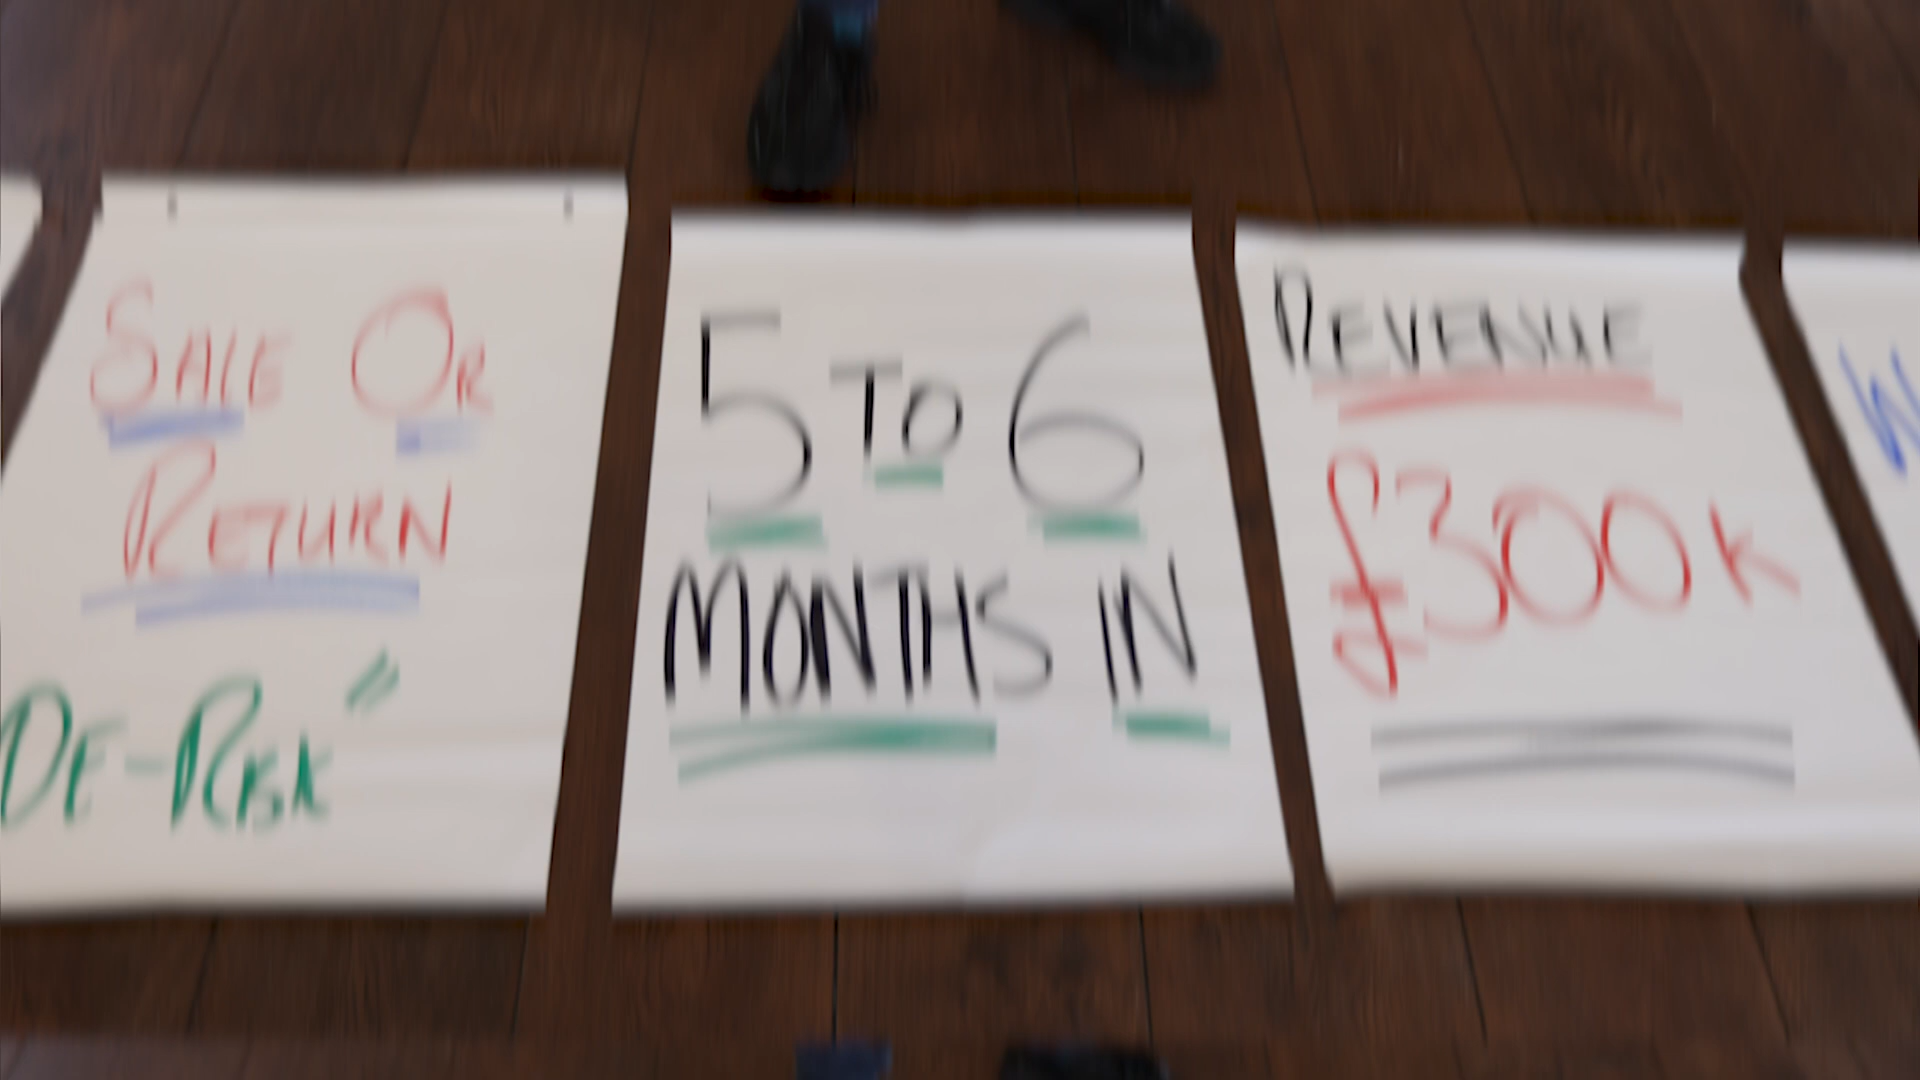 SALE OR
RETURN
DE-RISK"
5 TO 6
MONTHS IN
REVENUE
£300K